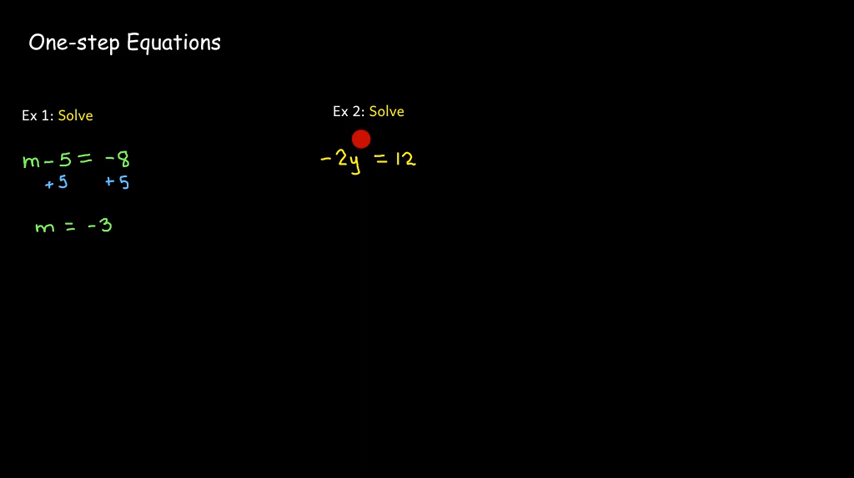 One-step Equations
Ex 1: Solve
m - 5 = -8
+5 +5
m = -3
Ex 2: Solve
-2y = 12